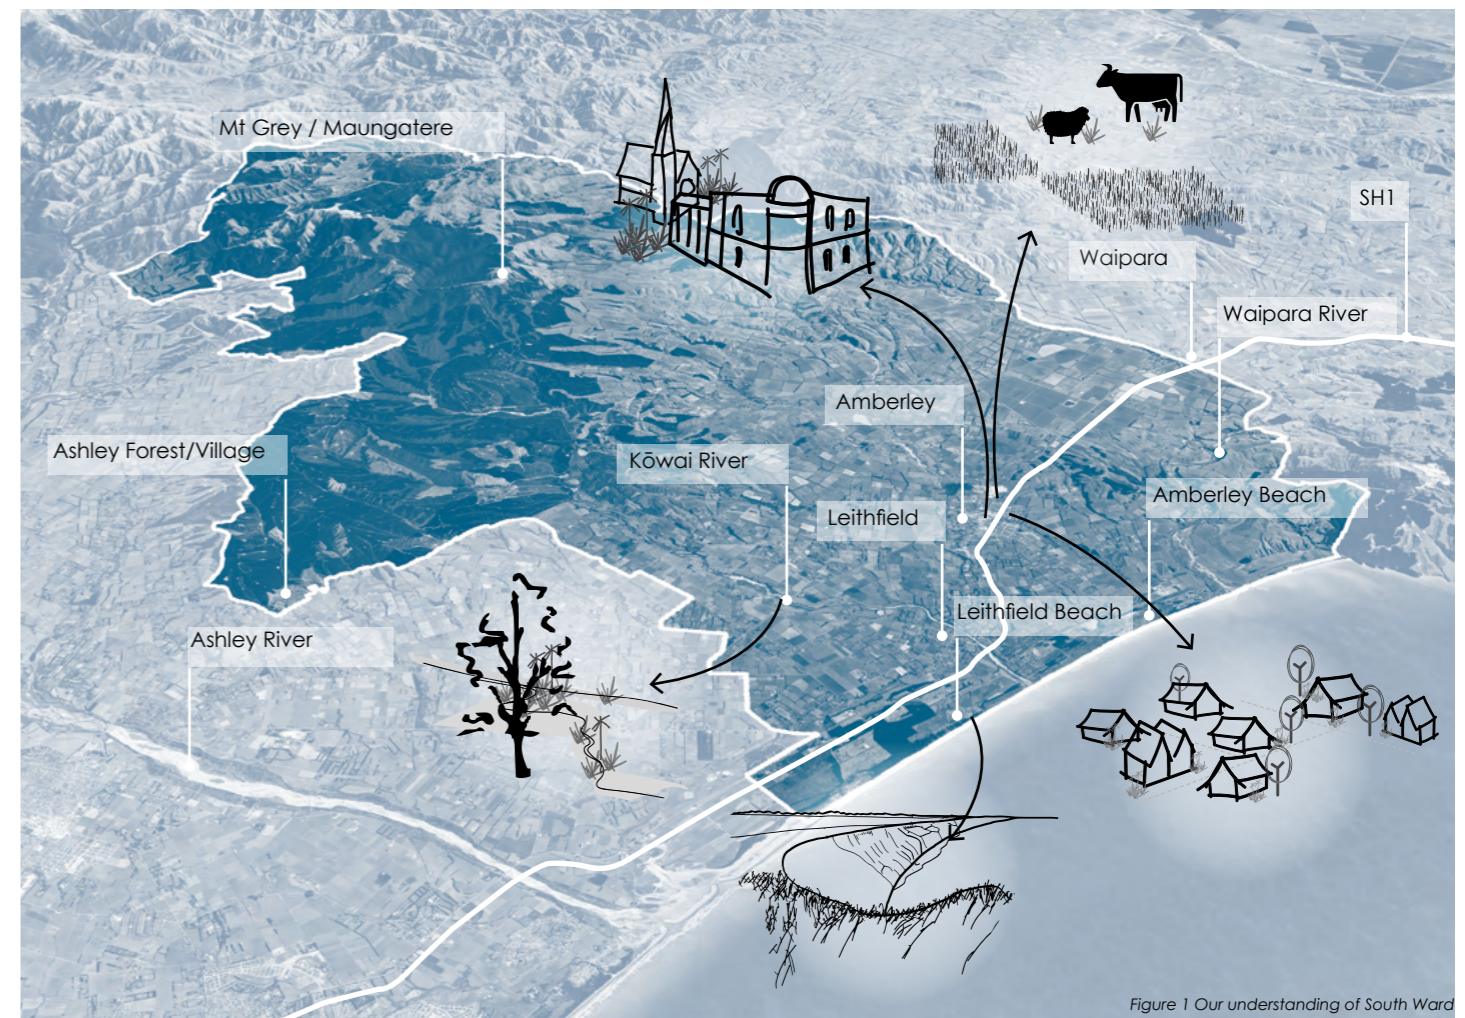 Mt Grey / Maungatere
SH1
Waipara
Waipara River
Amberley
Ashley Forest/Village
Kōwai River
Amberley Beach
Leithfield
Leithfield Beach
Ashley River
Figure 1 Our understanding of South Ward